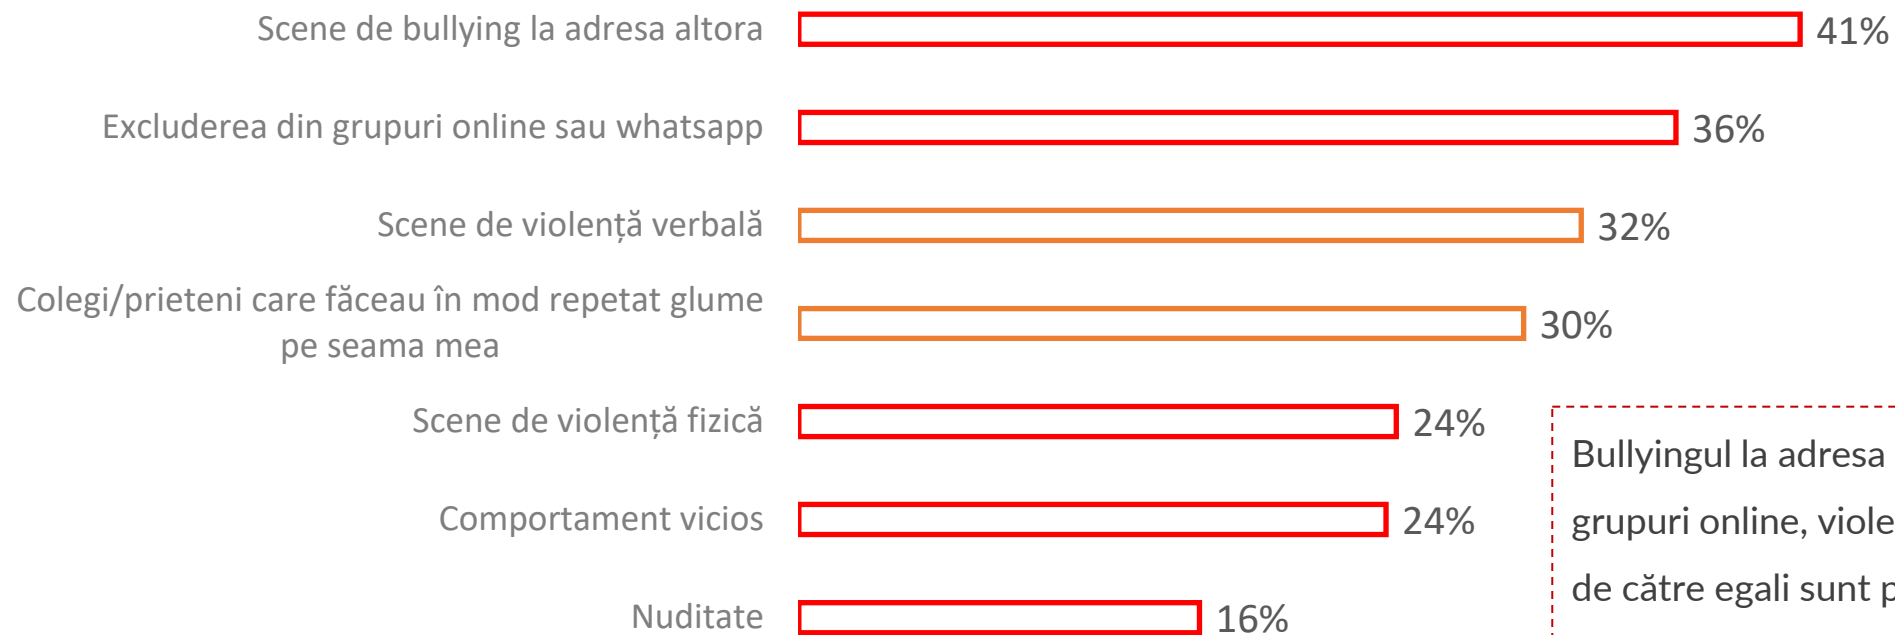 Scene de bullying la adresa altora
41%
Excluderea din grupuri online sau whatsapp
36%
Scene de violență verbală
32%
Colegi/prieteni care făceau în mod repetat glume
pe seama mea
30%
Scene de violență fizică
24%
Comportament vicios
24%
Nuditate
16%
Bullyingul la adresa
grupuri online,
de către egali sunt